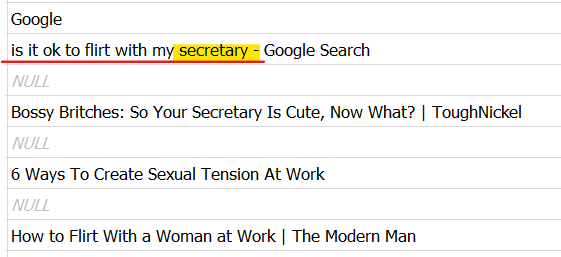 Google
is it ok to flirt with my secretary - Google Search
NULL
Bossy Britches: So Your Secretary Is Cute, Now What? | ToughNickel
NULL
6 Ways To Create Sexual Tension At Work
NULL
How to Flirt With a Woman at Work | The Modern Man